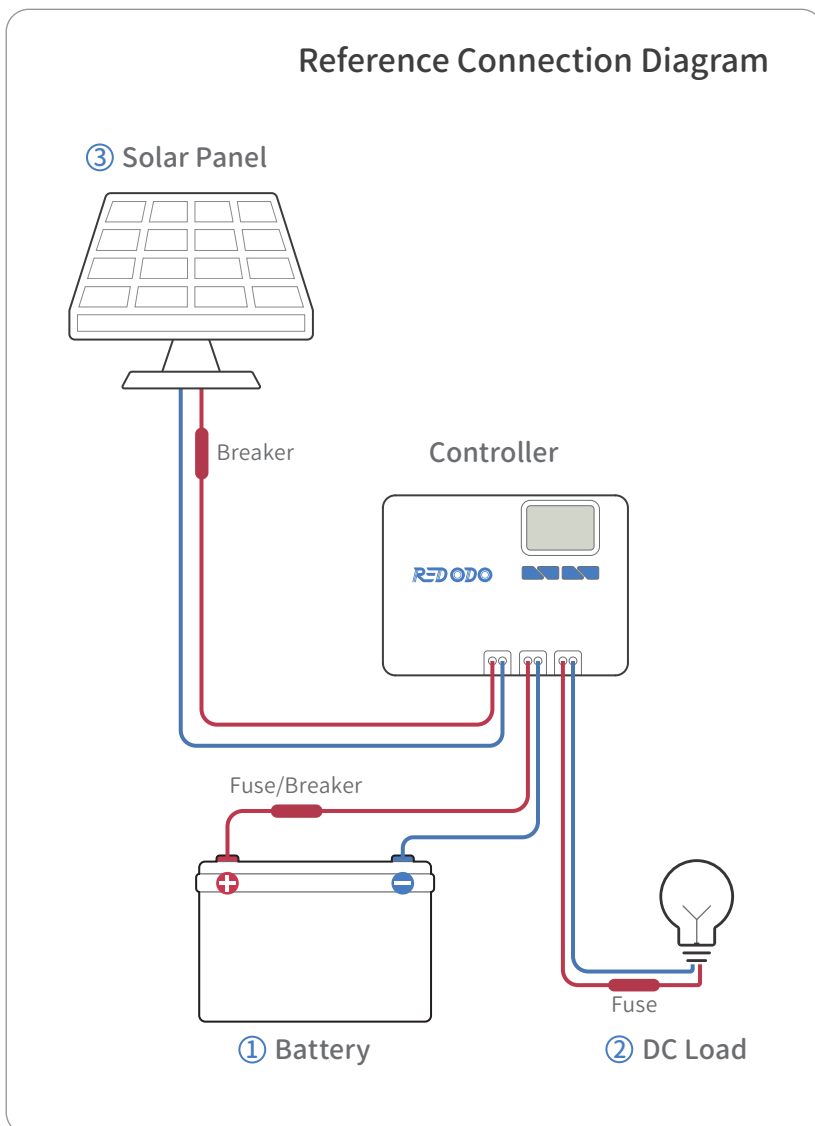 Reference Connection Diagram
③ Solar Panel
Breaker
Controller
REDODO
Fuse/Breaker
Fuse
① Battery
② DC Load